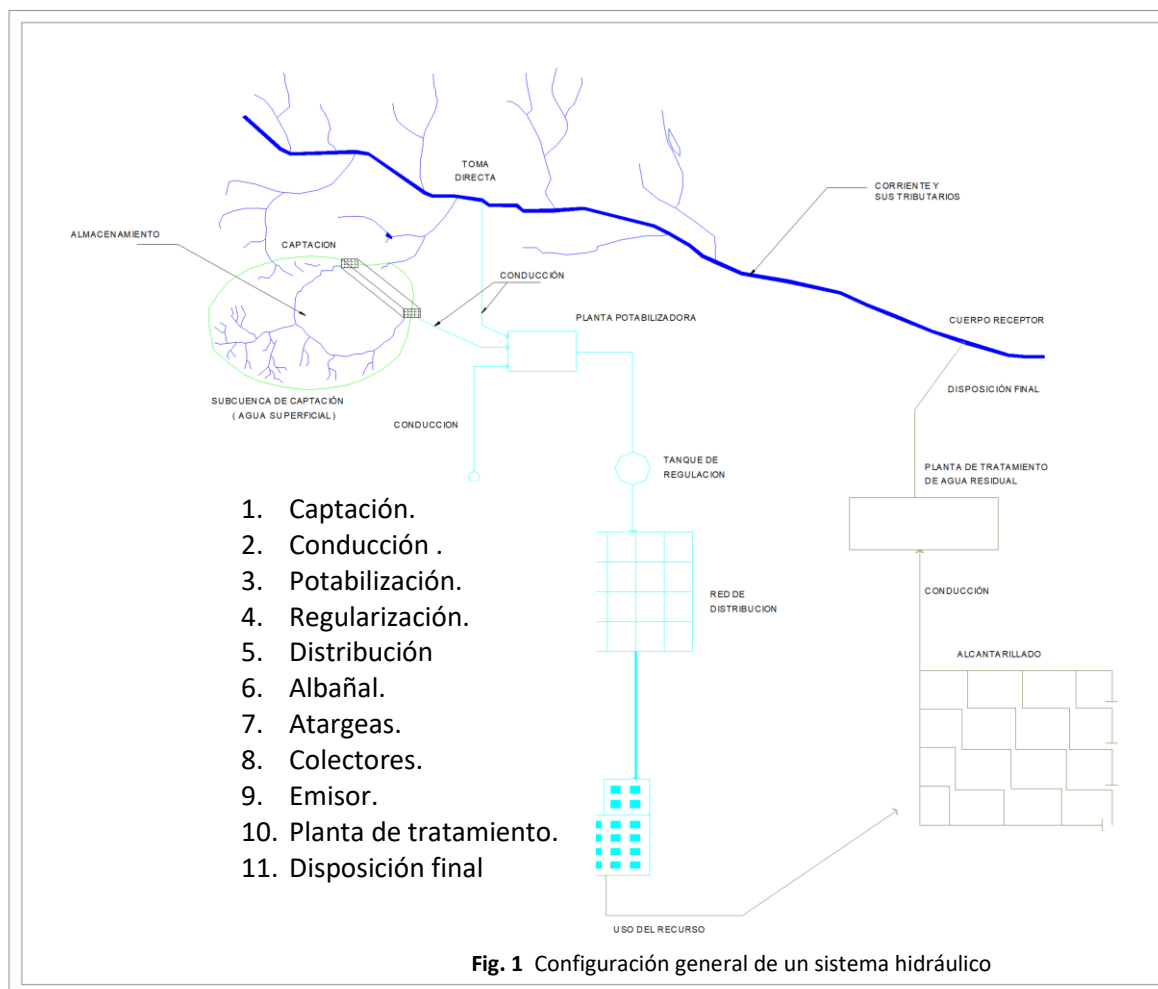 TOMA
DIRECTA
CORRIENTE Y
SUS TRIBUTARIOS
ALMACENAMIENTO
CAPTACION
CONDUCCIÓN
PLANTA POTABILIZADORA
CUERPO RECEPTOR
DISPOSICIÓN FINAL
SUBCUENCA DE CAPTACIÓN
( AGUA SUPERFICIAL)
CONDUCCION
TANQUE DE
REGULACION
PLANTA DE TRATAMIENTO
DE AGUA RESIDUAL
1. Captación.
2. Conducción .
3. Potabilización.
4. Regularización.
5. Distribución
6. Albañal.
7. Atargeas.
8. Colectores.
9. Emisor.
10. Planta de tratamiento.
11. Disposición final
RED DE
DISTRIBUCION
CONDUCCIÓN
ALCANTARILLADO
USO DEL RECURSO
Fig. 1 Configuración general de un sistema hidráulico